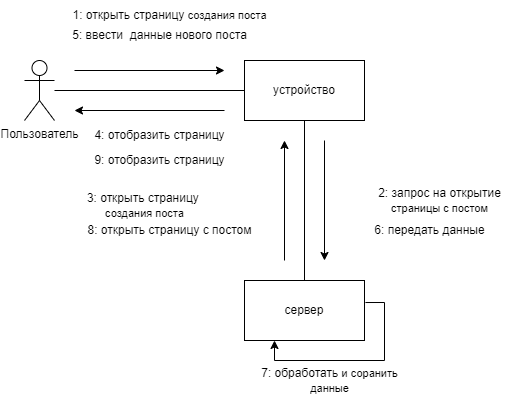 1: открыть страницу создания поста
5: ввести данные нового поста
устройство
Пользователь
4: отобразить страницу
9: отобразить страницу
3: открыть страницу
создания поста
8: открыть страницу с постом
2: запрос на открытие
страницы с постом
6: передать данные
сервер
7: обработать и соранить
данные